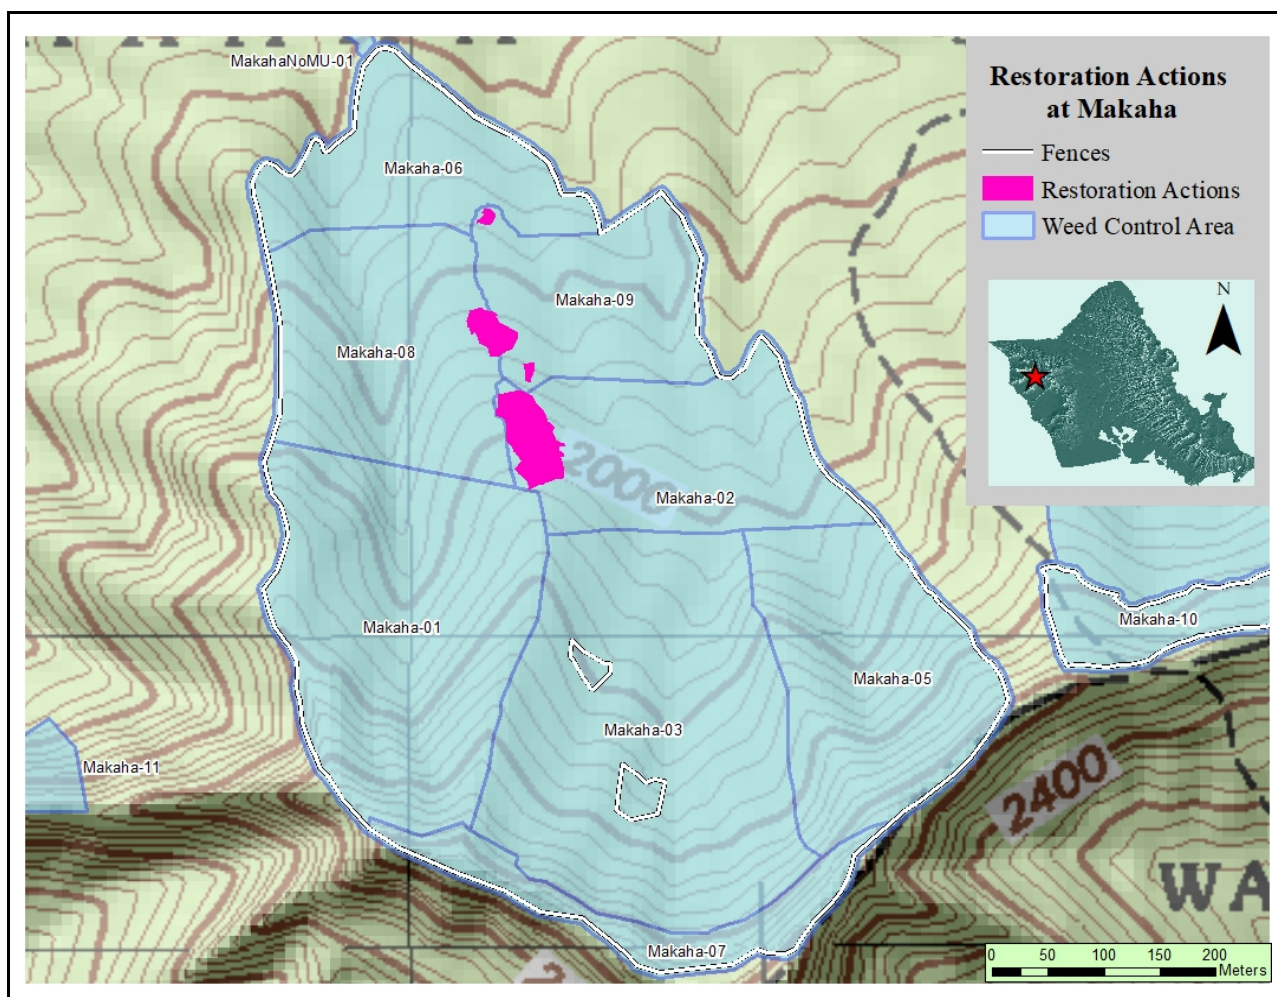 MakahaNoMU-01
Restoration Actions
at Makaha
Fences
Restoration Actions
Weed Control Area
N
Makaha-06
Makaha-09
Makaha-08
2000
Makaha-02
Makaha-10
Makaha-01
Makaha-05
Makaha-03
Makaha-11
2400
WA
Makaha-07
0 50 100 150 200
Meters